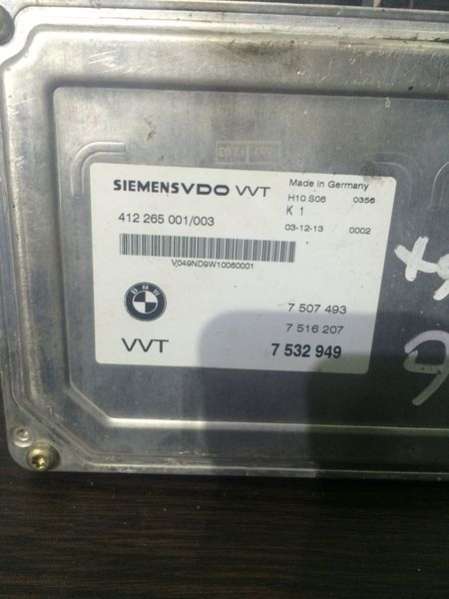 SIEMENSVDO VVT
Made in Germany
H10 S06 0356
K 1
412 265 001/003
03-12-13 0002
V049ND9W10060001
BMW
7 507 493
7 516 207
VVT
7 532 949